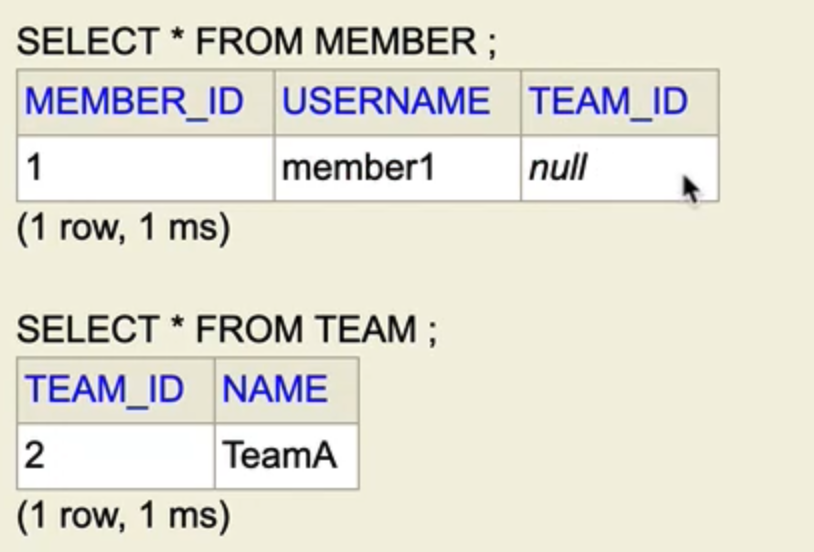 SELECT * FROM MEMBER ;
MEMBER_ID USERNAME TEAM_ID
1 member1 null
(1 row, 1 ms)
SELECT * FROM TEAM ;
TEAM_ID NAME
2 TeamA
(1 row, 1 ms)